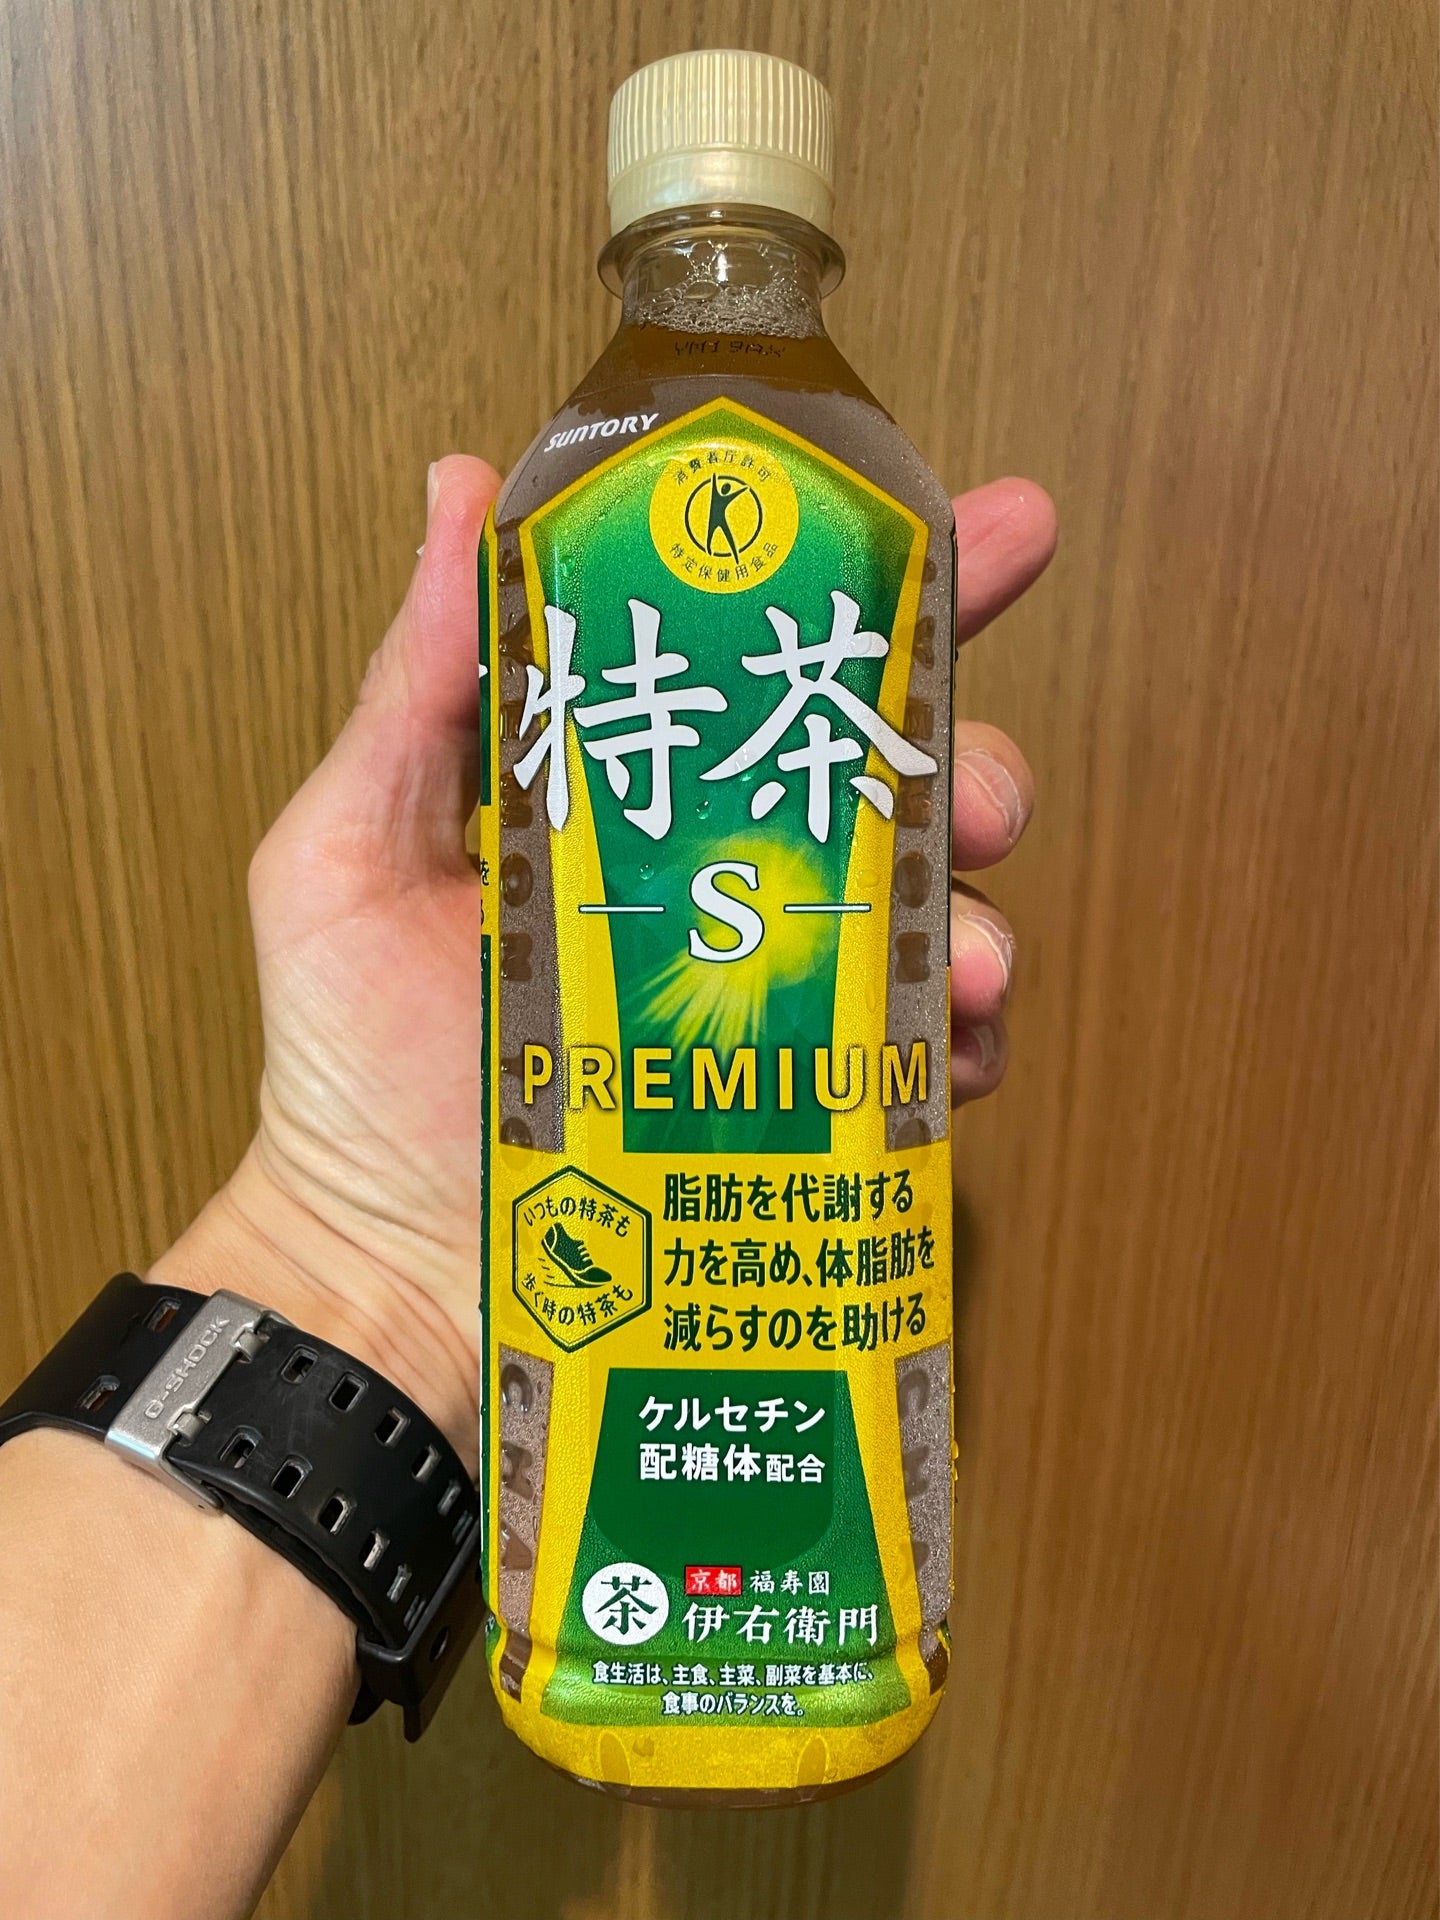 SUNTORY
消費者庁許可
特定保健用食品
特茶
S
PREMIUM
いつもの特茶も
歩く時の特茶も
脂肪を代謝する
力を高め、体脂肪を
減らすのを助ける
ケルセチン
配糖体配合
茶
京都 福寿園
伊右衛門
食生活は、主食、主菜、副菜を基本に、
食事のバランスを。
G-SHOCK